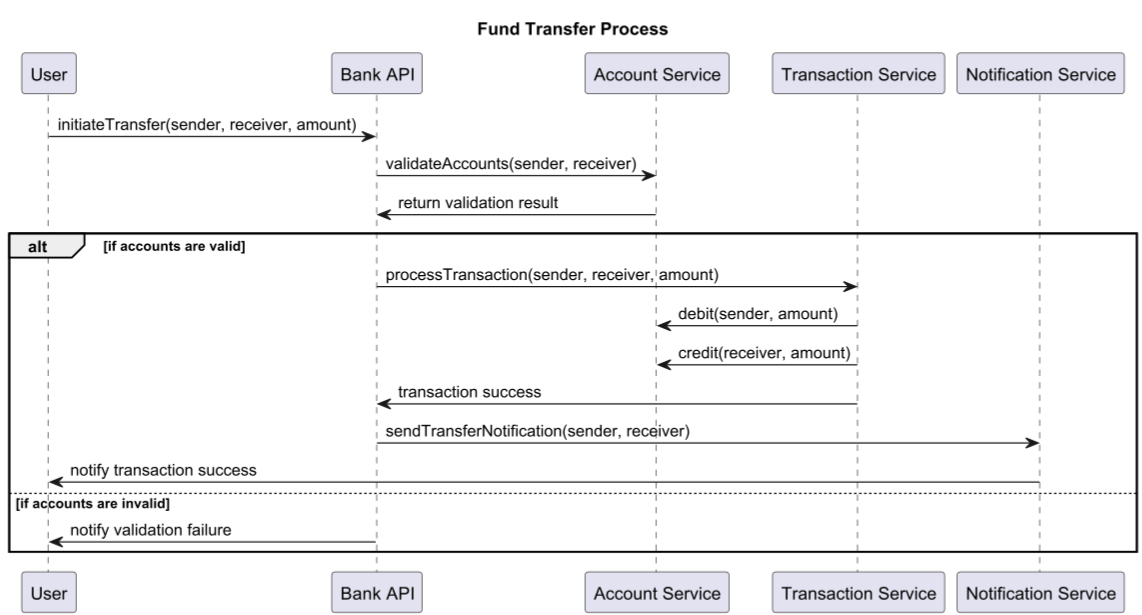 Fund Transfer Process
User Bank API Account Service Transaction Service Notification Service
initiateTransfer(sender, receiver, amount)
validateAccounts(sender, receiver)
return validation result
alt [if accounts are valid]
processTransaction(sender, receiver, amount)
debit(sender, amount)
credit(receiver, amount)
transaction success
sendTransferNotification(sender, receiver)
notify transaction success
[if accounts are invalid]
notify validation failure
User Bank API Account Service Transaction Service Notification Service